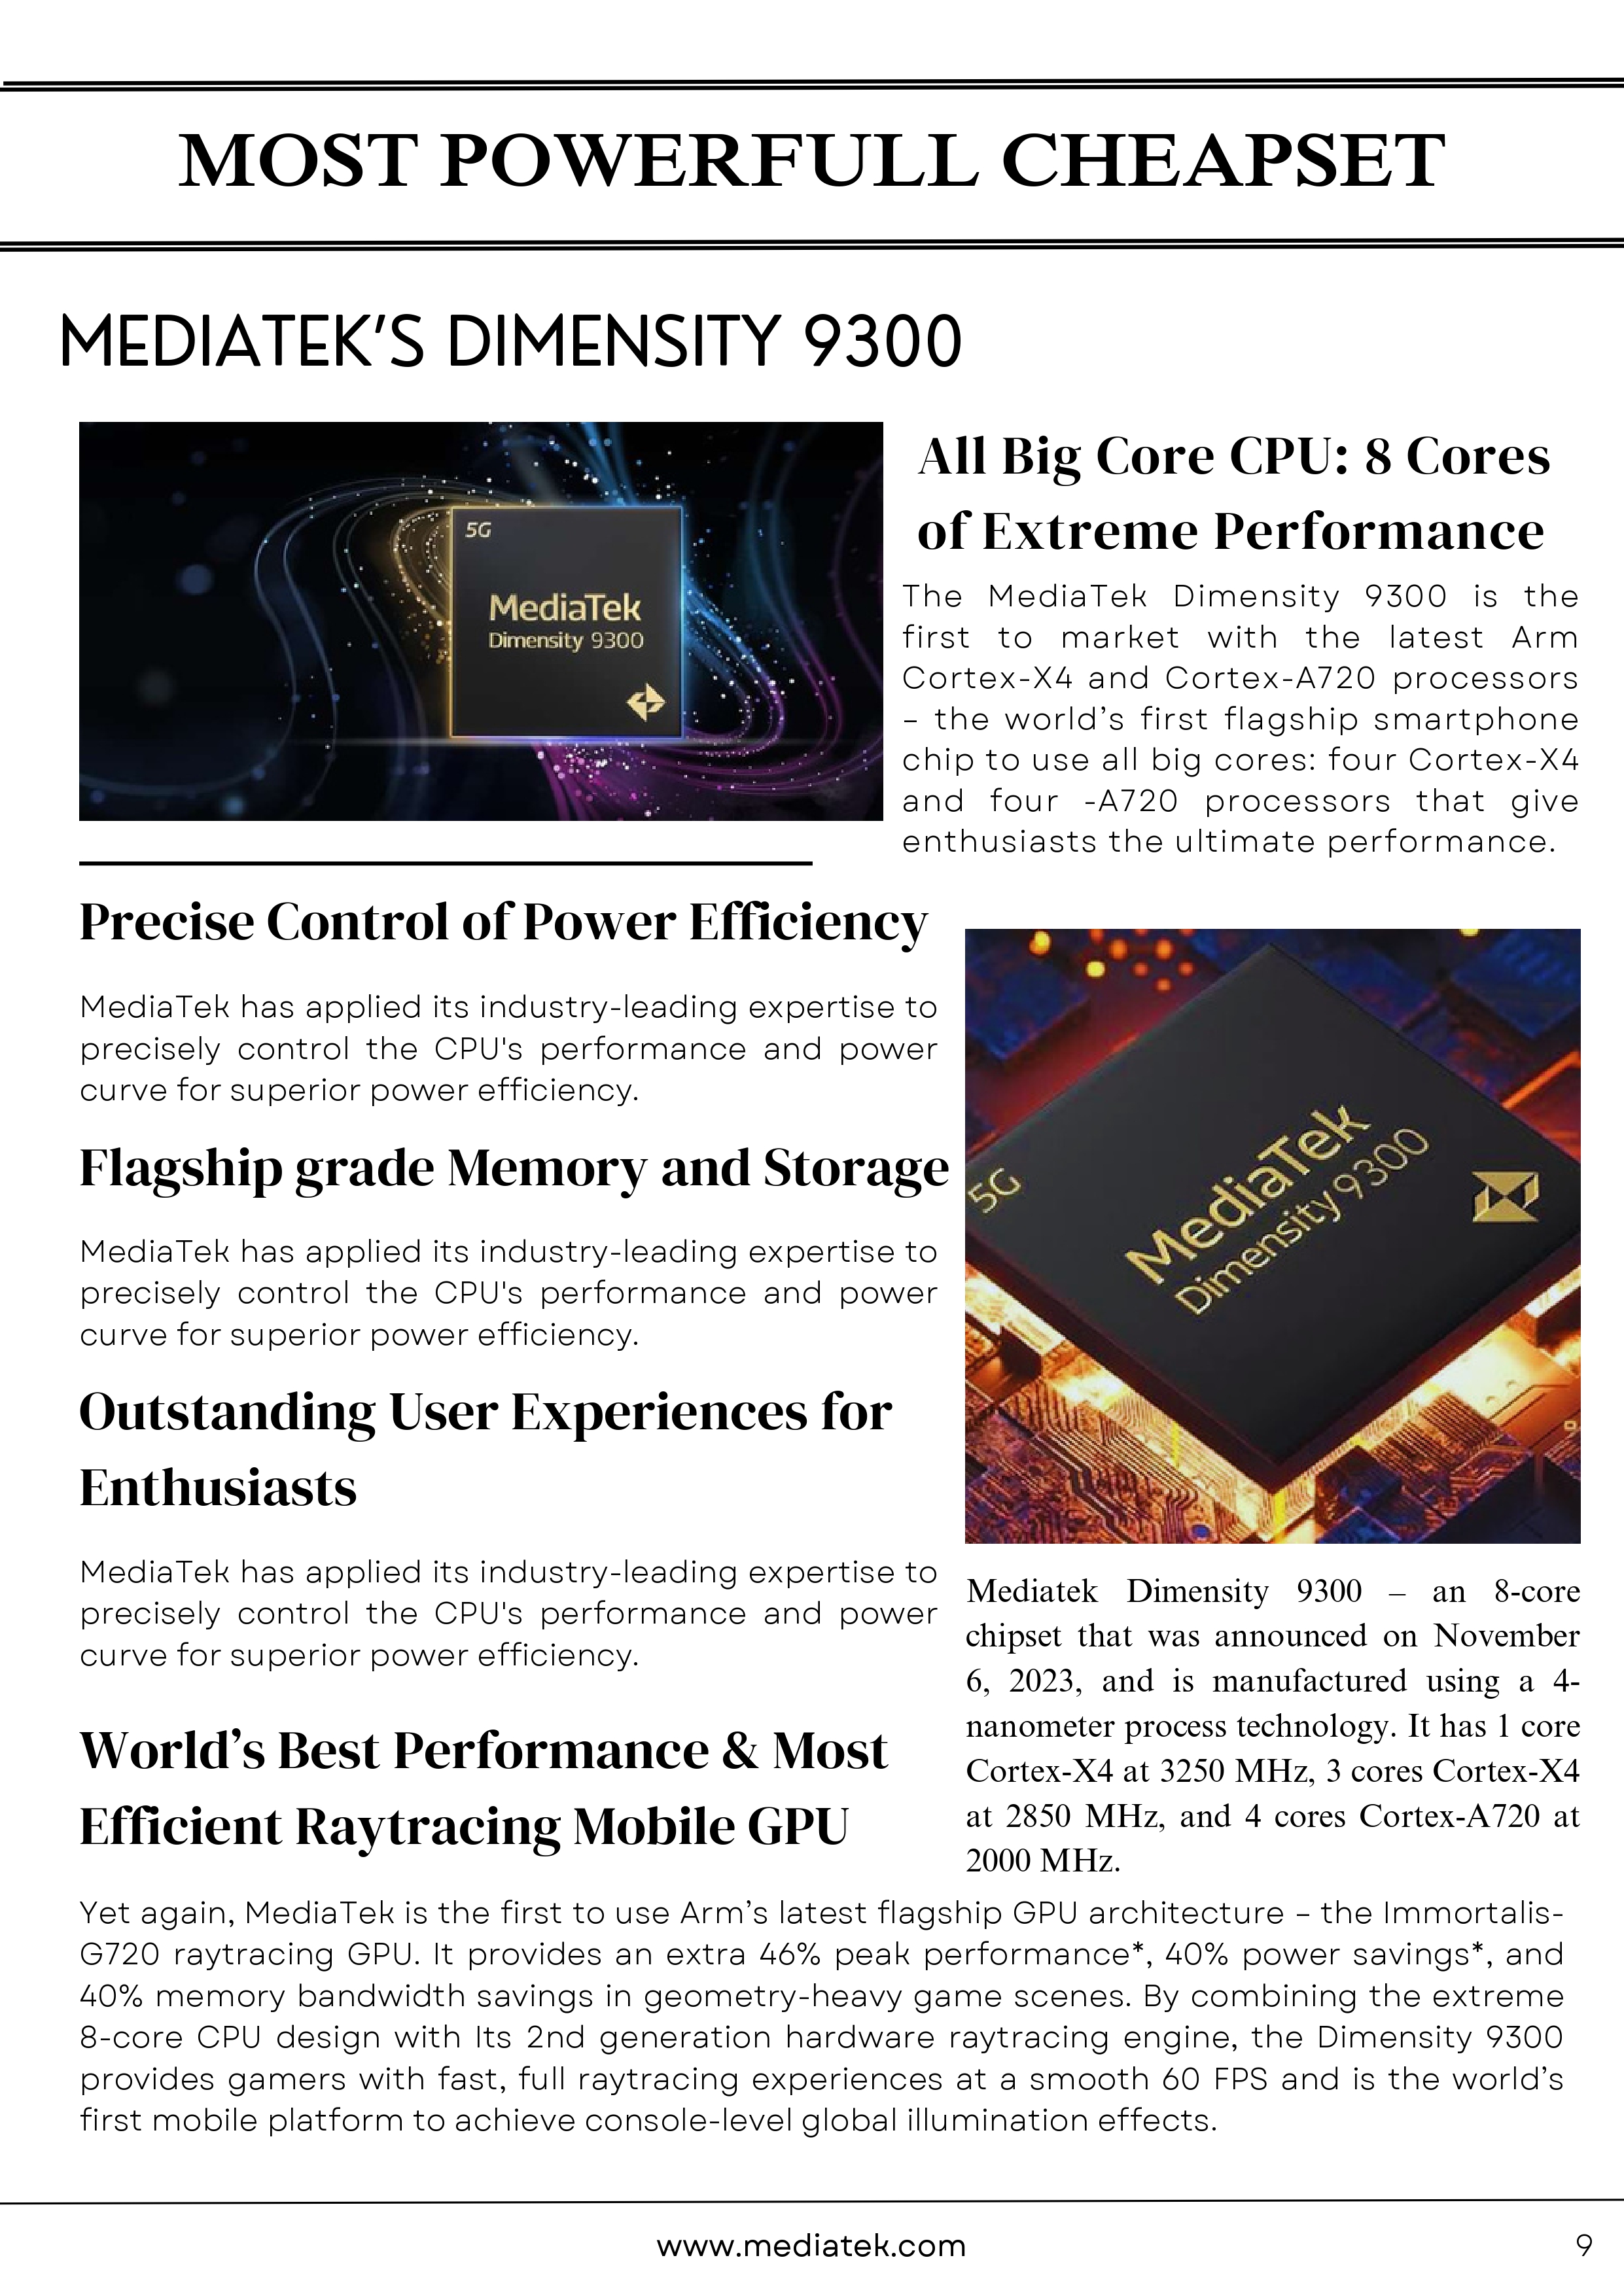 MOST POWERFULL CHEAPSET
MEDIATEK’S DIMENSITY 9300
5G
MediaTek
Dimensity 9300
All Big Core CPU: 8 Cores
of Extreme Performance
The MediaTek Dimensity 9300 is the
first to market with the latest Arm
Cortex-X4 and Cortex-A720 processors
– the world’s first flagship smartphone
chip to use all big cores: four Cortex-X4
and four -A720 processors that give
enthusiasts the ultimate performance.
Precise Control of Power Efficiency
MediaTek has applied its industry-leading expertise to
precisely control the CPU's performance and power
curve for superior power efficiency.
Flagship grade Memory and Storage
MediaTek has applied its industry-leading expertise to
precisely control the CPU's performance and power
curve for superior power efficiency.
Outstanding User Experiences for
Enthusiasts
MediaTek has applied its industry-leading expertise to
precisely control the CPU's performance and power
curve for superior power efficiency.
5G
MediaTek
Dimensity 9300
Mediatek Dimensity 9300 – an 8-core
chipset that was announced on November
6, 2023, and is manufactured using a 4-
nanometer process technology. It has 1 core
Cortex-X4 at 3250 MHz, 3 cores Cortex-X4
at 2850 MHz, and 4 cores Cortex-A720 at
2000 MHz.
World’s Best Performance & Most
Efficient Raytracing Mobile GPU
Yet again, MediaTek is the first to use Arm’s latest flagship GPU architecture – the Immortalis-
G720 raytracing GPU. It provides an extra 46% peak performance*, 40% power savings*, and
40% memory bandwidth savings in geometry-heavy game scenes. By combining the extreme
8-core CPU design with Its 2nd generation hardware raytracing engine, the Dimensity 9300
provides gamers with fast, full raytracing experiences at a smooth 60 FPS and is the world’s
first mobile platform to achieve console-level global illumination effects.
www.mediatek.com
9